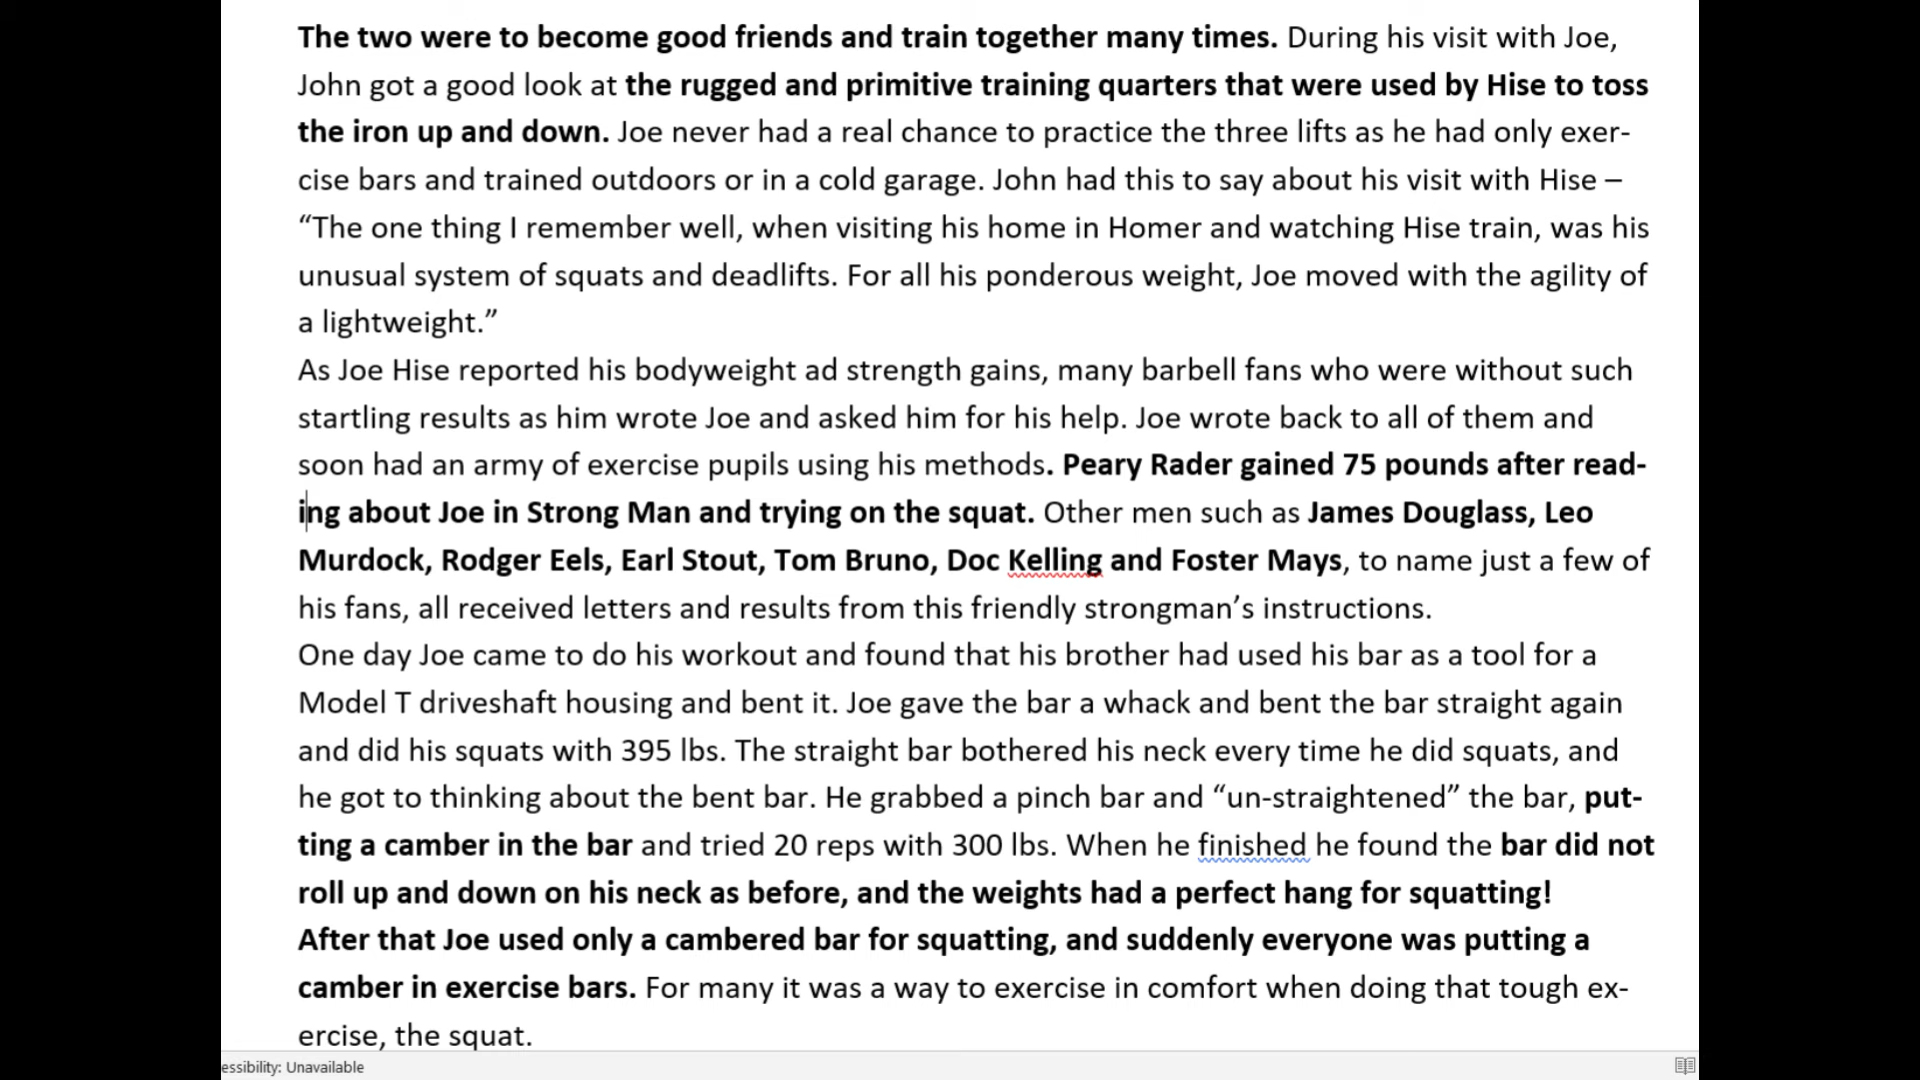 The two were to become good friends and train together many times. During his visit with Joe,
John got a good look at the rugged and primitive training quarters that were used by Hise to toss
the iron up and down. Joe never had a real chance to practice the three lifts as he had only exer-
cise bars and trained outdoors or in a cold garage. John had this to say about his visit with Hise –
“The one thing I remember well, when visiting his home in Homer and watching Hise train, was his
unusual system of squats and deadlifts. For all his ponderous weight, Joe moved with the agility of
a lightweight.”
As Joe Hise reported his bodyweight ad strength gains, many barbell fans who were without such
startling results as him wrote Joe and asked him for his help. Joe wrote back to all of them and
soon had an army of exercise pupils using his methods. Peary Rader gained 75 pounds after read-
ing about Joe in Strong Man and trying on the squat. Other men such as James Douglass, Leo
Murdock, Rodger Eels, Earl Stout, Tom Bruno, Doc Kelling and Foster Mays, to name just a few of
his fans, all received letters and results from this friendly strongman’s instructions.
One day Joe came to do his workout and found that his brother had used his bar as a tool for a
Model T driveshaft housing and bent it. Joe gave the bar a whack and bent the bar straight again
and did his squats with 395 lbs. The straight bar bothered his neck every time he did squats, and
he got to thinking about the bent bar. He grabbed a pinch bar and “un-straightened” the bar, put-
ting a camber in the bar and tried 20 reps with 300 lbs. When he finished he found the bar did not
roll up and down on his neck as before, and the weights had a perfect hang for squatting!
After that Joe used only a cambered bar for squatting, and suddenly everyone was putting a
camber in exercise bars. For many it was a way to exercise in comfort when doing that tough ex-
ercise, the squat.
essibility: Unavailable